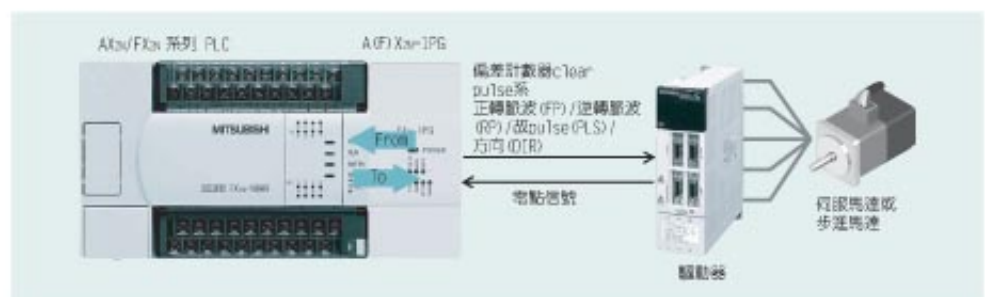 AX2N/FX2N 系列 PLC
A(F)X2N-1PG
MITSUBISHI
From
To
偏差計數器clear
pulse系
正轉脈波(FP)/逆轉脈波
(RP)/故pulse(PLS)/
方向(DIR)
零點信號
伺服馬達或
步進馬達
驅動器